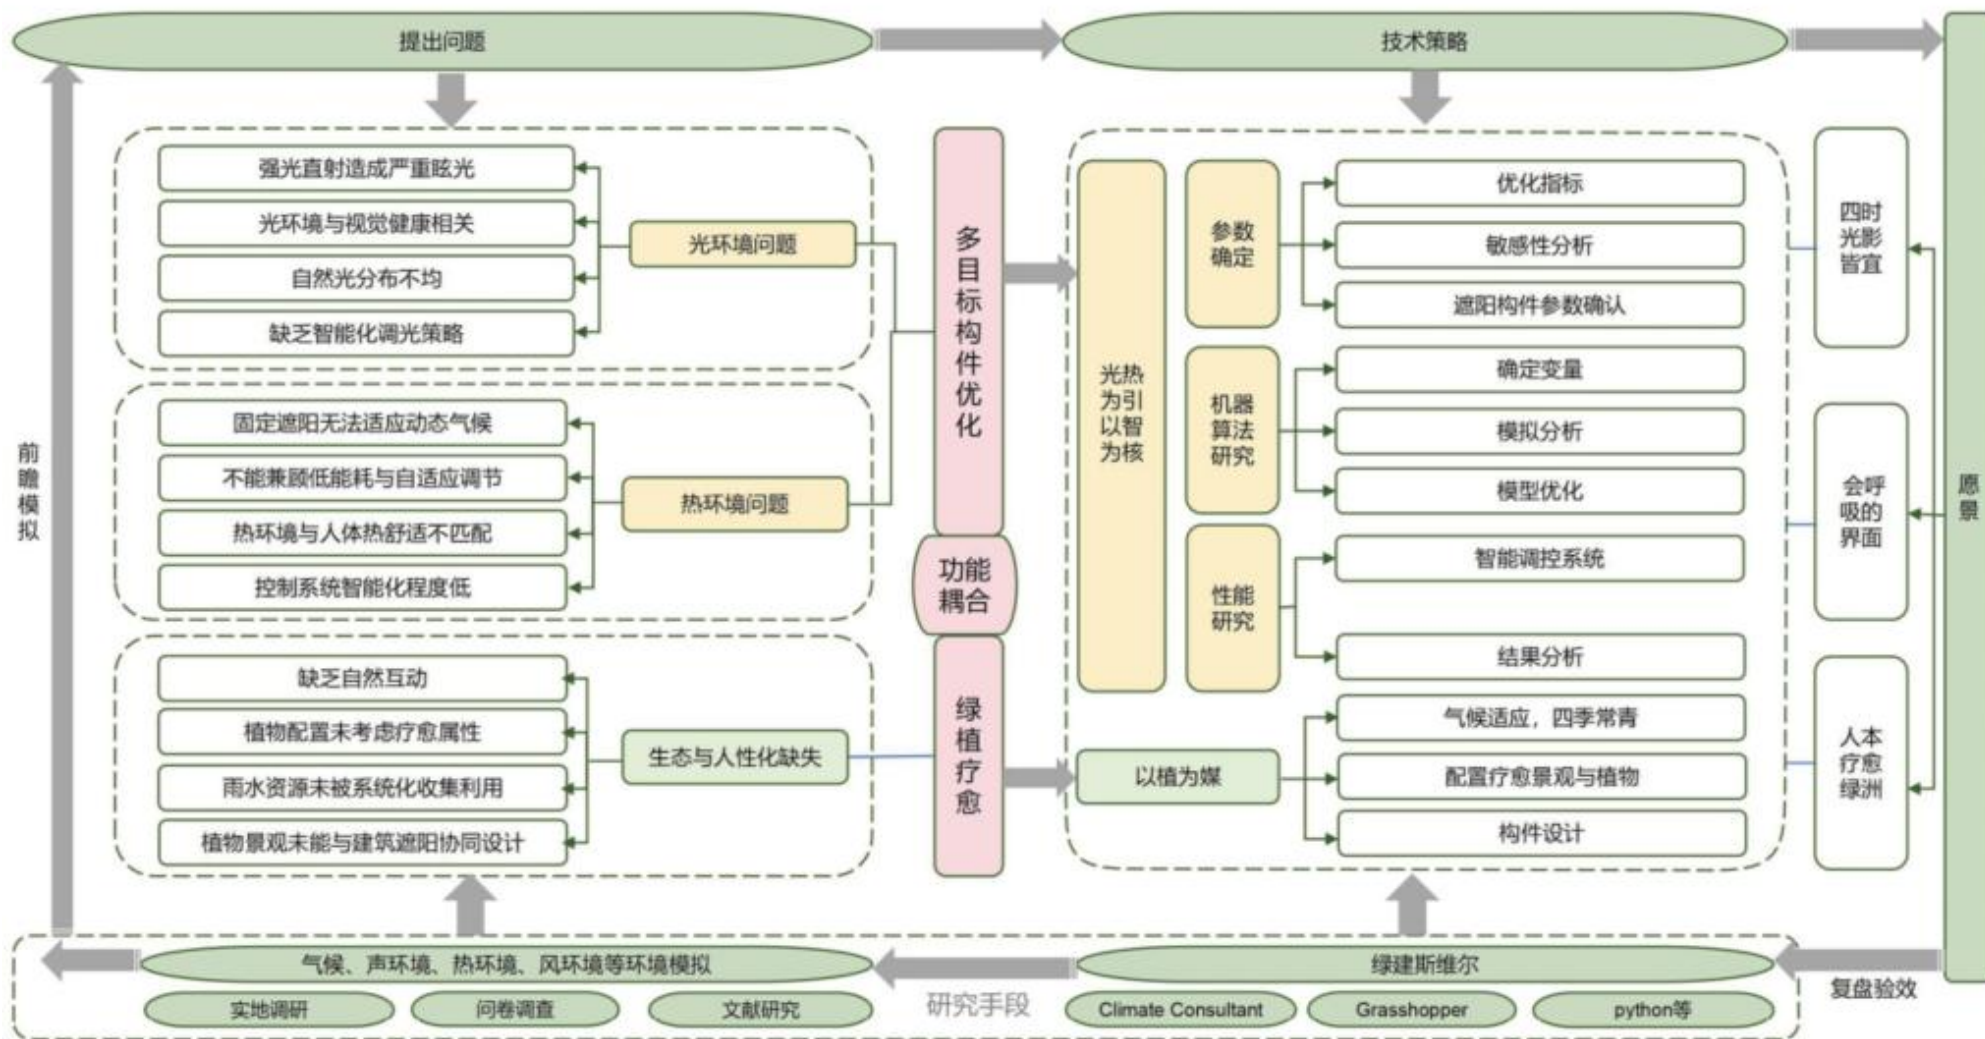 提出问题
技术策略
强光直射造成严重眩光
光环境与视觉健康相关
自然光分布不均
缺乏智能化调光策略
光环境问题
固定遮阳无法适应动态气候
不能兼顾低能耗与自适应调节
热环境与人体热舒适不匹配
控制系统智能化程度低
热环境问题
缺乏自然互动
植物配置未考虑疗愈属性
雨水资源未被系统化收集利用
植物景观未能与建筑遮阳协同设计
生态与人性化缺失
前瞻模拟
多目标构件优化
功能
耦合
绿植疗愈
光热
为引
以智
为核
参数
确定
优化指标
敏感性分析
遮阳构件参数确认
机器
算法
研究
确定变量
模拟分析
模型优化
性能
研究
智能调控系统
结果分析
以植为媒
气候适应，四季常青
配置疗愈景观与植物
构件设计
四时
光影
皆宜
会呼
吸的
界面
人本
疗愈
绿洲
愿景
气候、声环境、热环境、风环境等环境模拟
实地调研
问卷调查
文献研究
研究手段
绿建斯维尔
Climate Consultant
Grasshopper
python等
复盘验效